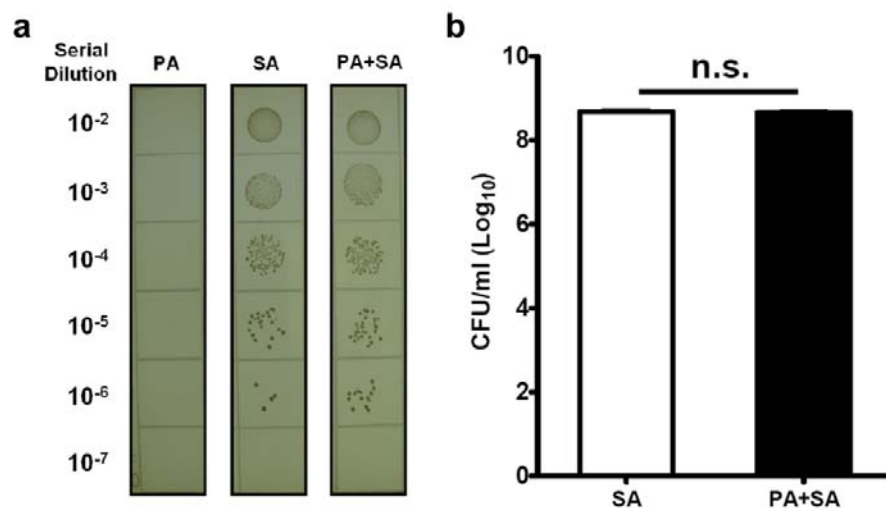 a
Serial
Dilution
PA
SA
PA+SA
10-2
10-3
10-4
10-5
10-6
10-7
b
10
8
6
4
2
0
CFU/ml (Log10)
n.s.
SA
PA+SA